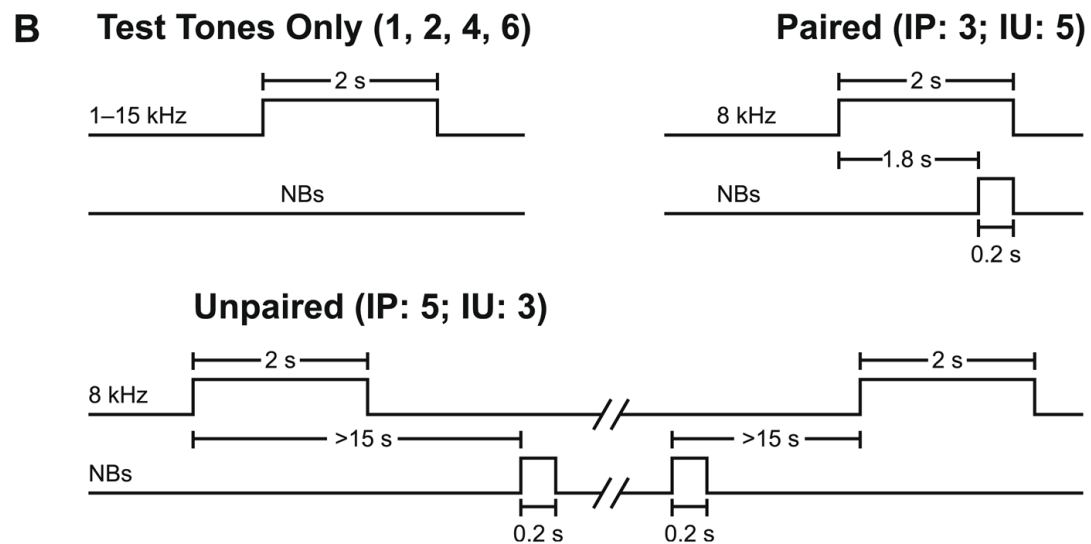 B Test Tones Only (1, 2, 4, 6)
2 s
1–15 kHz
NBs
Paired (IP: 3; IU: 5)
2 s
8 kHz
1.8 s
NBs
0.2 s
Unpaired (IP: 5; IU: 3)
2 s
2 s
8 kHz
>15 s
>15 s
NBs
0.2 s
0.2 s